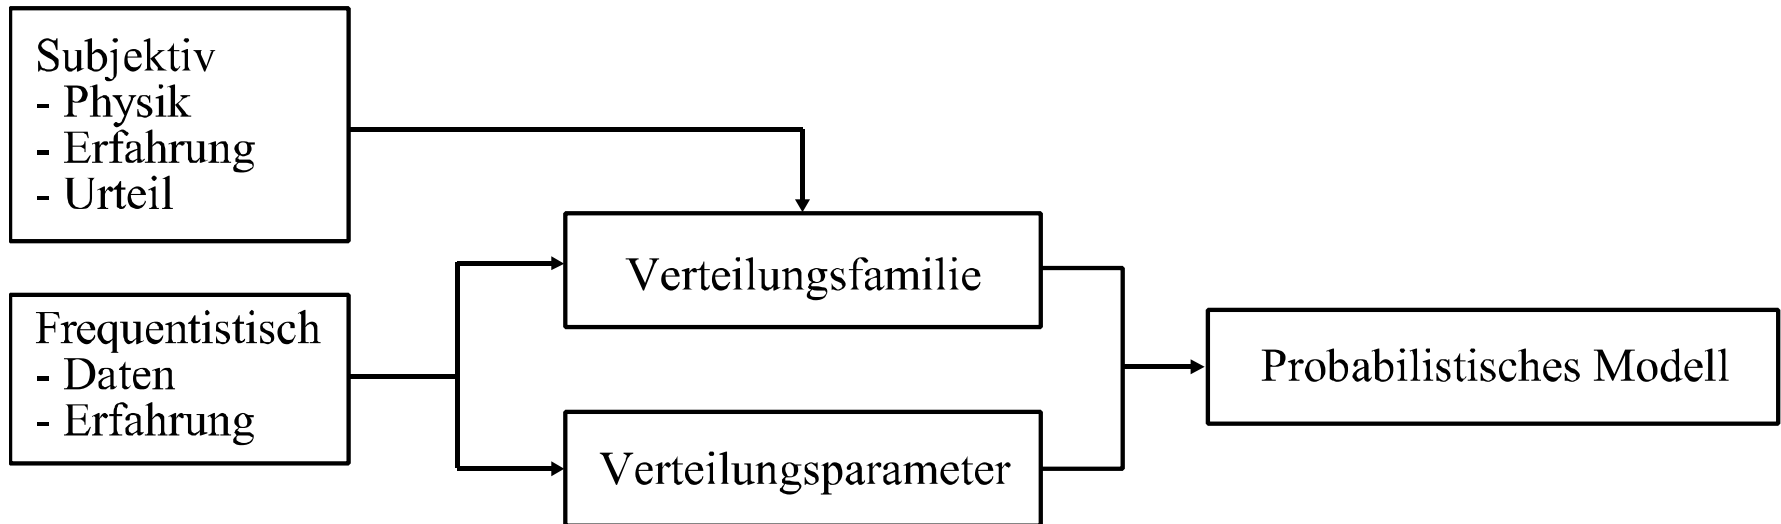 Subjektiv
- Physik
- Erfahrung
- Urteil
Frequentistisch
- Daten
- Erfahrung
Verteilungsfamilie
Verteilungsparameter
Probabilistisches Modell